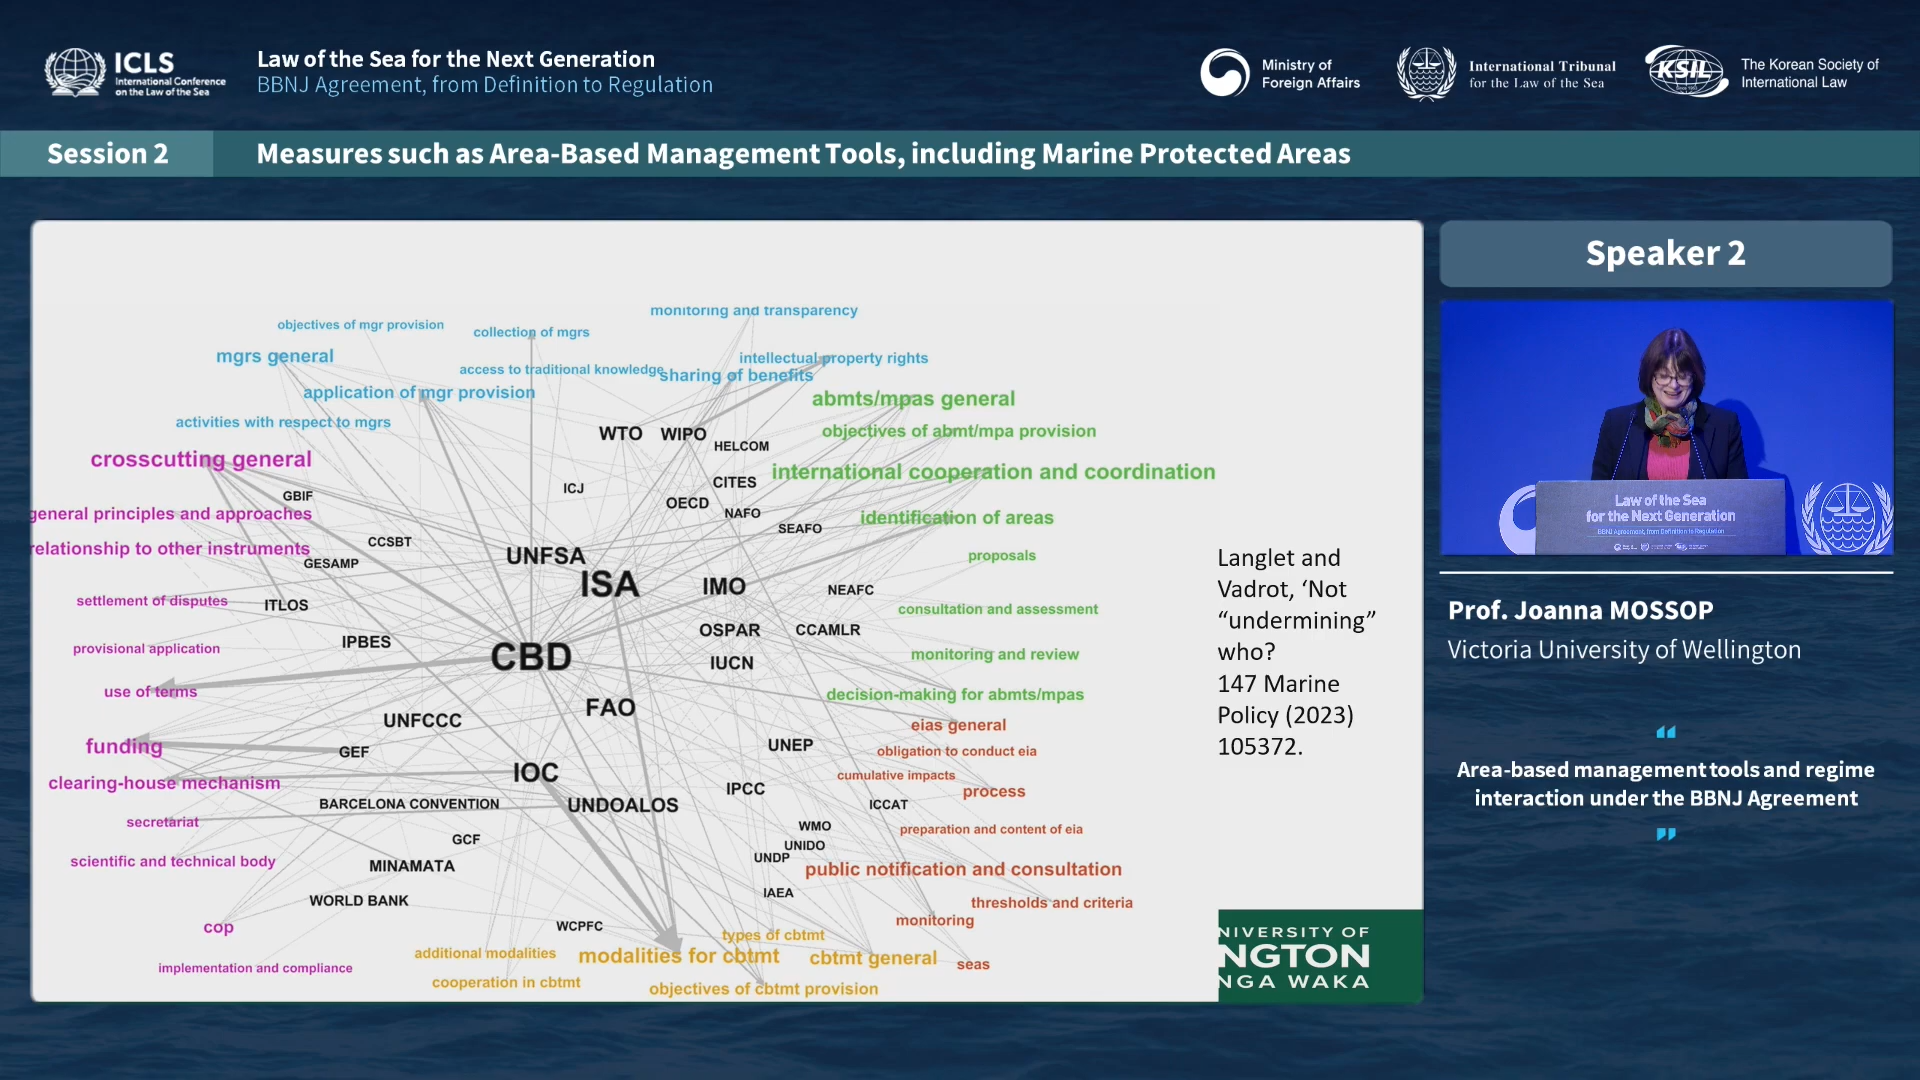 ICLS
International Conference
on the Law of the Sea
Law of the Sea for the Next Generation
BBNJ Agreement, from Definition to Regulation
Ministry of
Foreign Affairs
International Tribunal
for the Law of the Sea
KSIL
The Korean Society of
International Law
Session 2
Measures such as Area-Based Management Tools, including Marine Protected Areas
monitoring and transparency
objectives of mgr provision
collection of mgrs
mgrs general
intellectual property rights
access to traditional knowledge
sharing of benefits
application of mgr provision
abmts/mpas general
activities with respect to mgrs
objectives of abmt/mpa provision
WTO
WIPO
HELCOM
crosscutting general
international cooperation and coordination
CITES
ICJ
GBIF
OECD
NAFO
general principles and approaches
identification of areas
SEAFO
CCSBT
relationship to other instruments
UNFSA
proposals
GESAMP
ISA
IMO
NEAFC
settlement of disputes
ITLOS
consultation and assessment
OSPAR
CCAMLR
IPBES
provisional application
CBD
monitoring and review
IUCN
use of terms
decision-making for abmts/mpas
FAO
UNFCCC
eias general
funding
GEF
UNEP
obligation to conduct eia
IOC
cumulative impacts
clearing-house mechanism
IPCC
process
BARCELONA CONVENTION
UNDOALOS
ICCAT
secretariat
WMO
preparation and content of eia
GCF
UNIDO
scientific and technical body
MINAMATA
UNDP
public notification and consultation
WORLD BANK
IAEA
thresholds and criteria
cop
WCPFC
monitoring
types of cbtmt
additional modalities
modalities for cbtmt
cbtmt general
seas
implementation and compliance
cooperation in cbtmt
objectives of cbtmt provision
Langlet and
Vadrot, ‘Not
“undermining”
who?
147 Marine
Policy (2023)
105372.
NIVERSITY OF
NGTON
NGA WAKA
Speaker 2
Law of the Sea
for the Next Generation
BBNJ Agreement, from Definition to Regulation
Prof. Joanna MOSSOP
Victoria University of Wellington
“
Area-based management tools and regime
interaction under the BBNJ Agreement
”